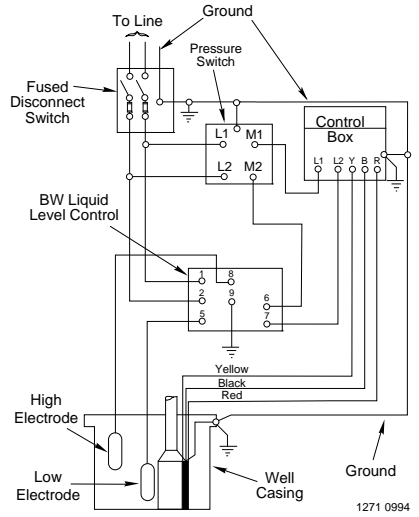 To Line
Ground
Pressure
Switch
Fused
Disconnect
Switch
L1 M1
L2 M2
Control
Box
L1 L2 Y B R
BW Liquid
Level Control
1
8
2
9
6
5
7
Yellow
Black
Red
High
Electrode
Low
Electrode
Well
Casing
Ground
1271 0994